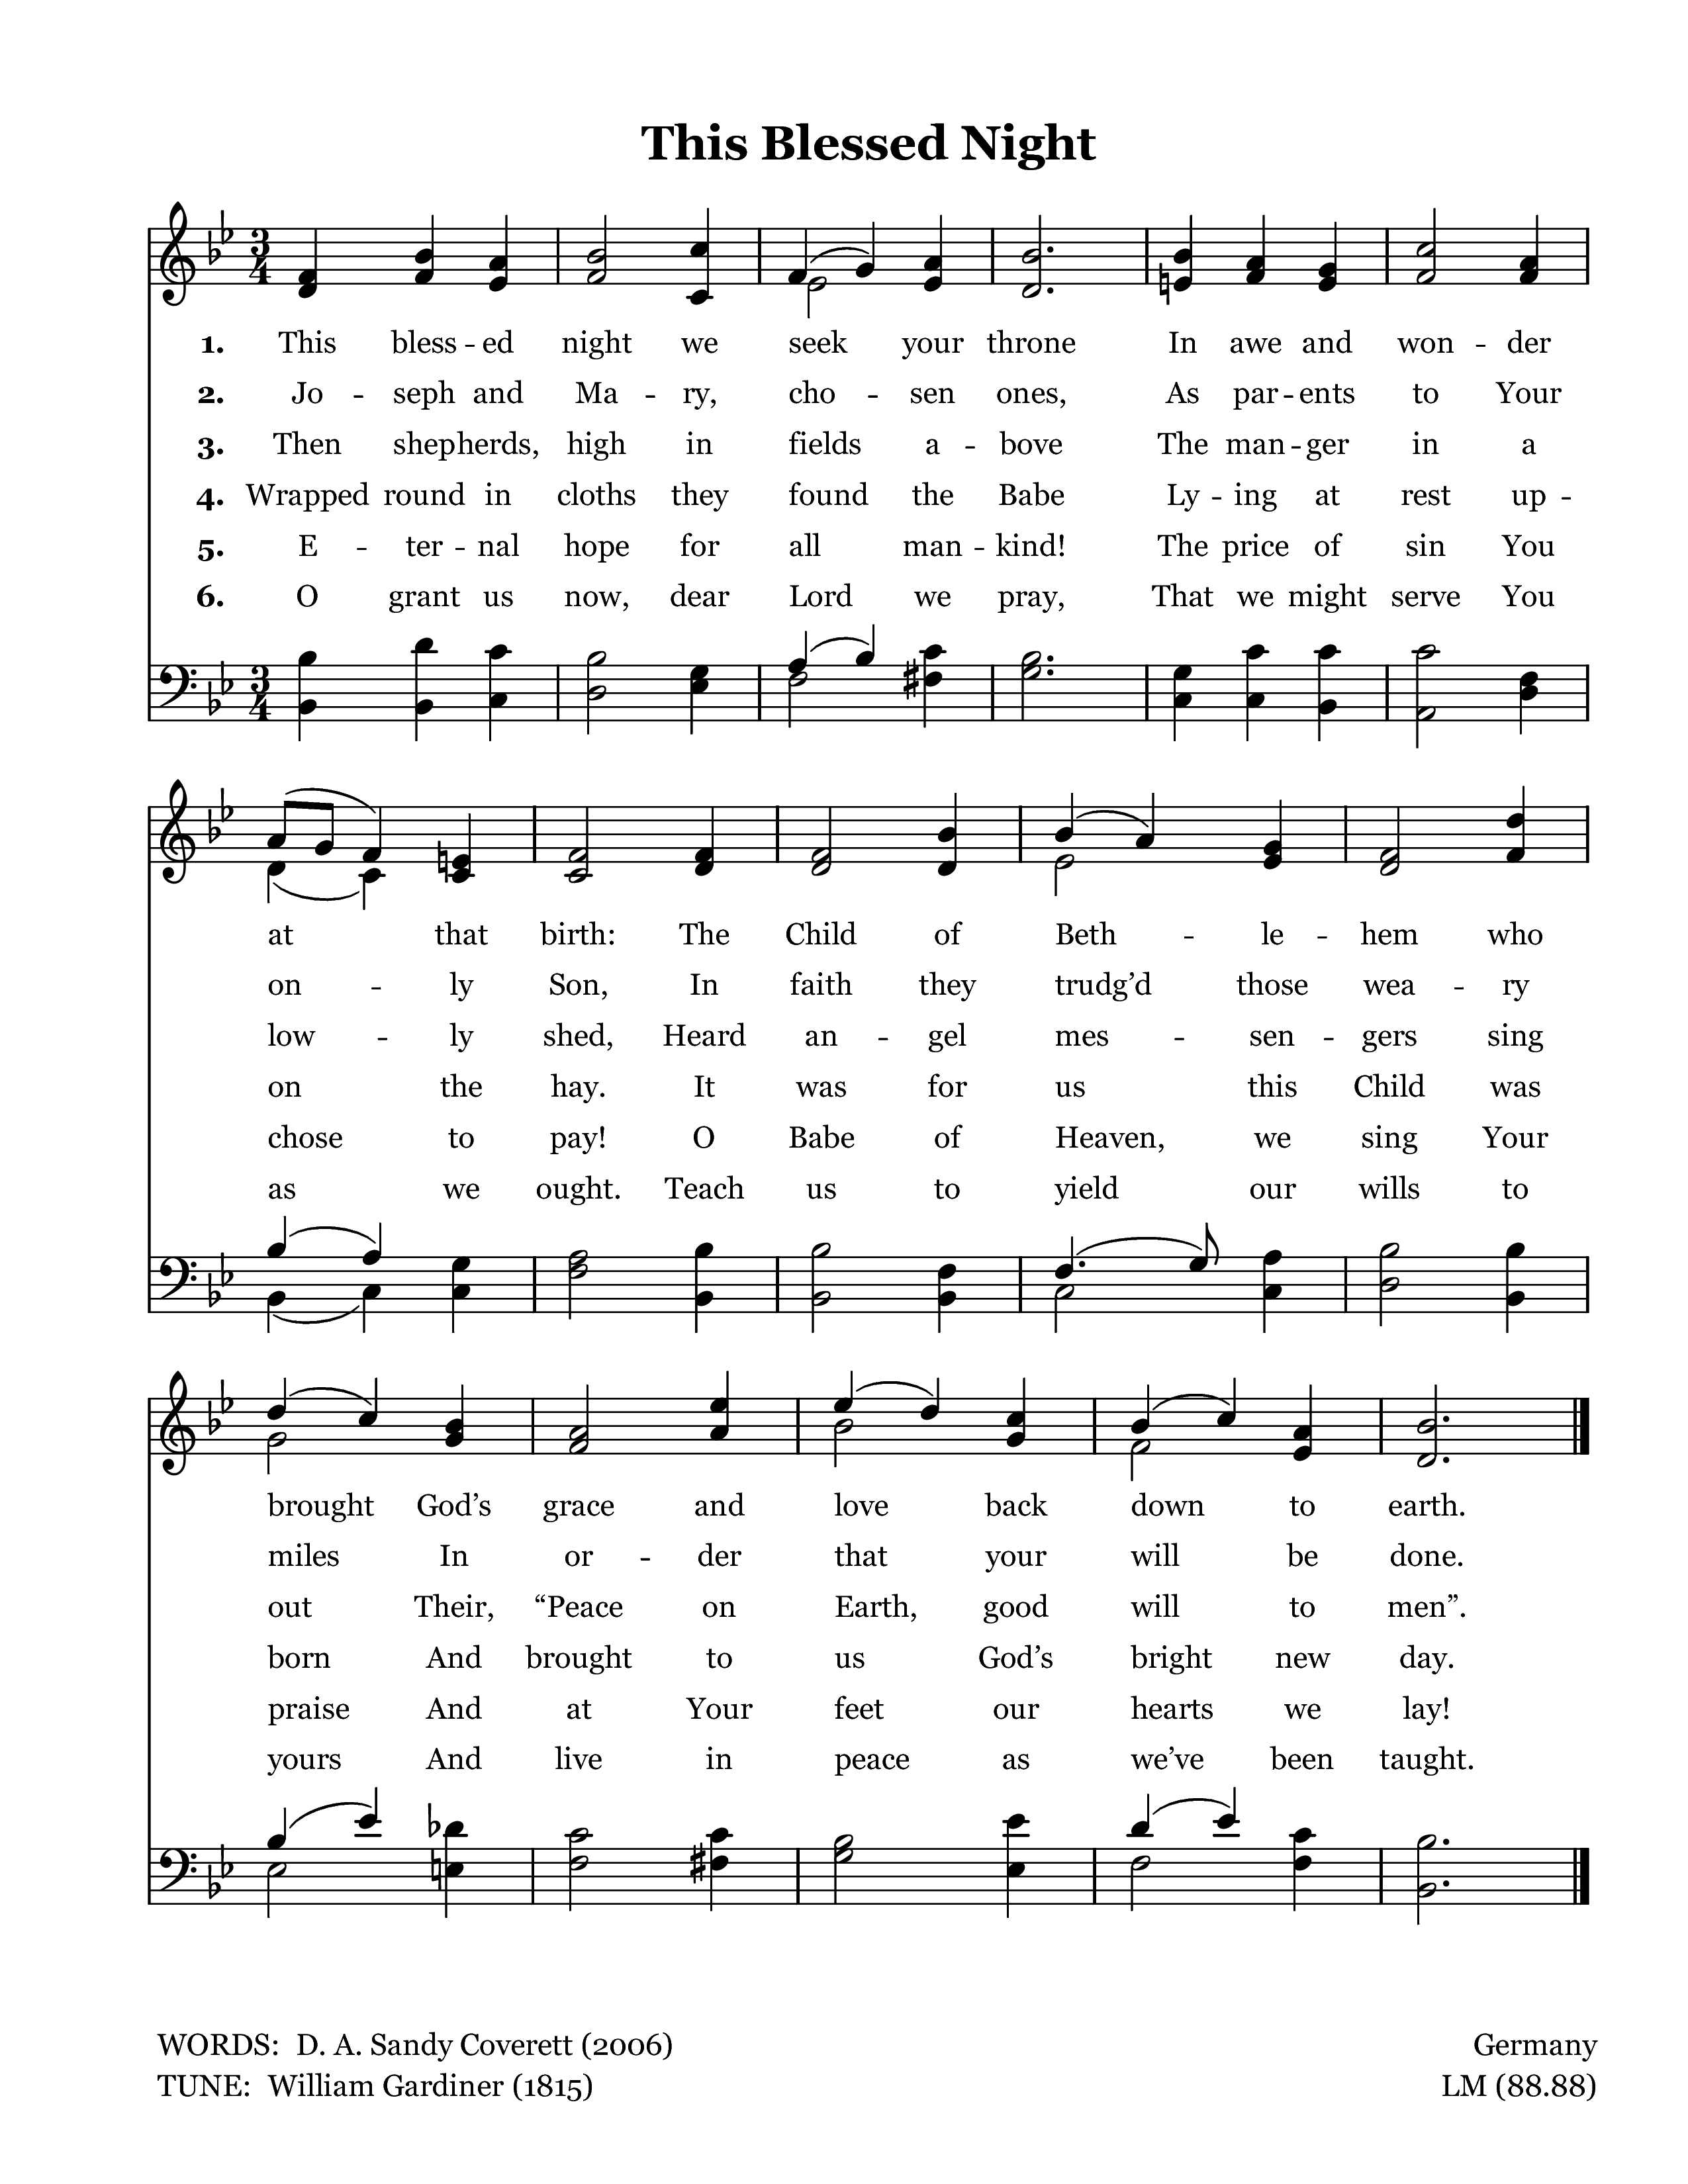 This Blessed Night
1. This bless -- ed night we seek your throne In awe and won -- der
2. Jo -- seph and Ma -- ry, cho -- sen ones, As par -- ents to Your
3. Then shepherds, high in fields a -- bove The man -- ger in a
4. Wrapped round in cloths they found the Babe Ly -- ing at rest up --
5. E -- ter -- nal hope for all man -- kind! The price of sin You
6. O grant us now, dear Lord we pray, That we might serve You
at that birth: The Child of Beth -- le -- hem who
on -- ly Son, In faith they trudg’d those wea -- ry
low -- ly shed, Heard an -- gel mes -- sen -- gers sing
on the hay. It was for us this Child was
chose to pay! O Babe of Heaven, we sing Your
as we ought. Teach us to yield our wills to
brought God’s grace and love back down to earth.
miles In or -- der that your will be done.
out Their, “Peace on Earth, good will to men”.
born And brought to us God’s bright new day.
praise And at Your feet our hearts we lay!
yours And live in peace as we’ve been taught.
WORDS: D. A. Sandy Coverett (2006) Germany
TUNE: William Gardiner (1815) LM (88.88)